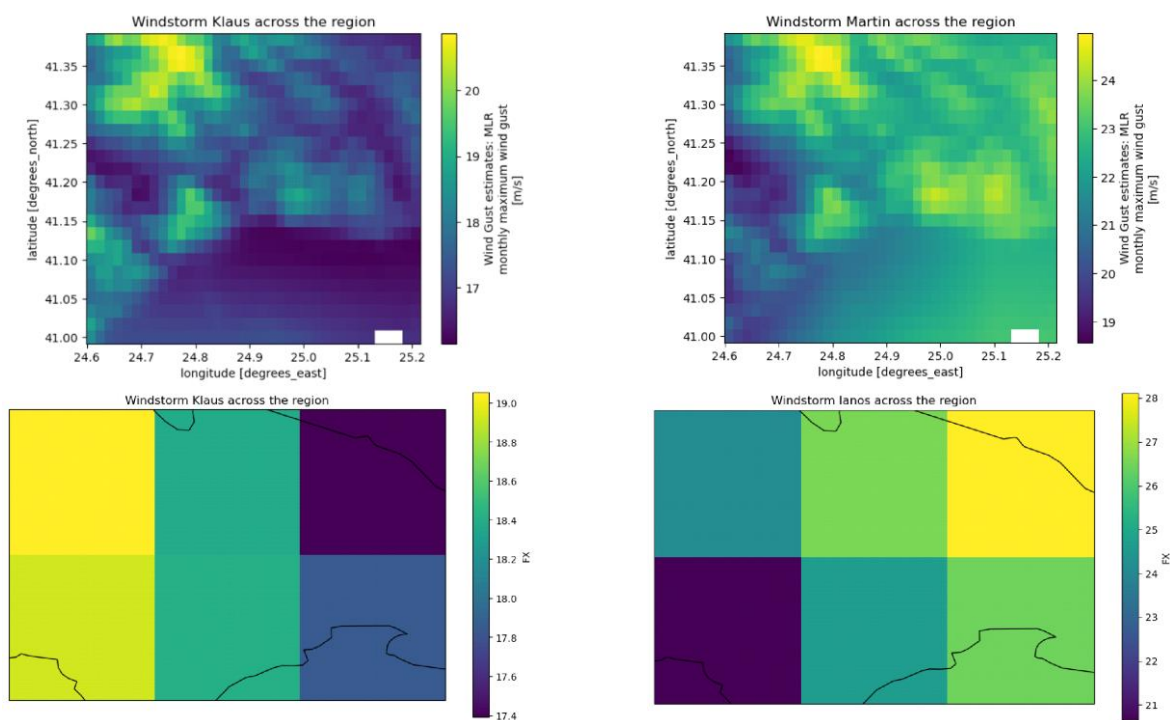 Windstorm Klaus across the region
41.35
41.30
41.25
41.20
41.15
41.10
41.05
41.00
latitude [degrees_north]
24.6 24.7 24.8 24.9 25.0 25.1 25.2
longitude [degrees_east]
20
19
18
17
Wind Gust estimates: MLR
monthly maximum wind gust
[m/s]
Windstorm Martin across the region
41.35
41.30
41.25
41.20
41.15
41.10
41.05
41.00
latitude [degrees_north]
24.6 24.7 24.8 24.9 25.0 25.1 25.2
longitude [degrees_east]
24
23
22
21
20
19
Wind Gust estimates: MLR
monthly maximum wind gust
[m/s]
Windstorm Klaus across the region
19.0
18.8
18.6
18.4
18.2
18.0
17.8
17.6
17.4
FX
Windstorm Ianos across the region
28
27
26
25
24
23
22
21
FX